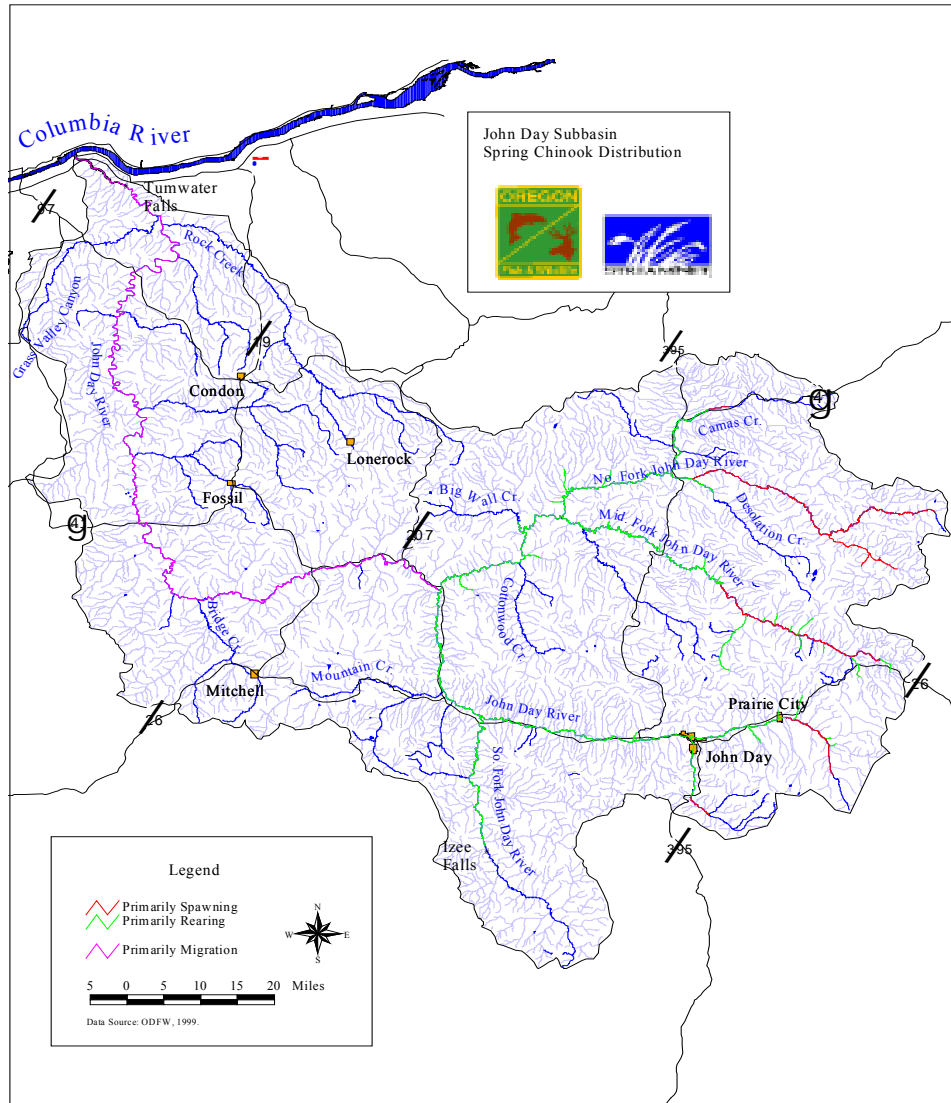 Columbia River
John Day Subbasin
Spring Chinook Distribution
OREGON
Fish & Wildlife
STREAMNET
Tumwater
Falls
97
Rock Creek
Grass Valley Canyon
John Day River
19
395
Condon
Camas Cr.
Lonerock
No. Fork John Day River
Fossil
Big Wall Cr.
Mid. Fork John Day River
Desolation Cr.
207
Cottonwood Cr.
Bridge Cr.
Mitchell
Mountain Cr.
26
Prairie City
John Day River
26
John Day
So. Fork John Day River
Izee
Falls
395
Legend
Primarily Spawning
Primarily Rearing
Primarily Migration
N
W E
S
5 0 5 10 15 20 Miles
Data Source: ODFW, 1999.